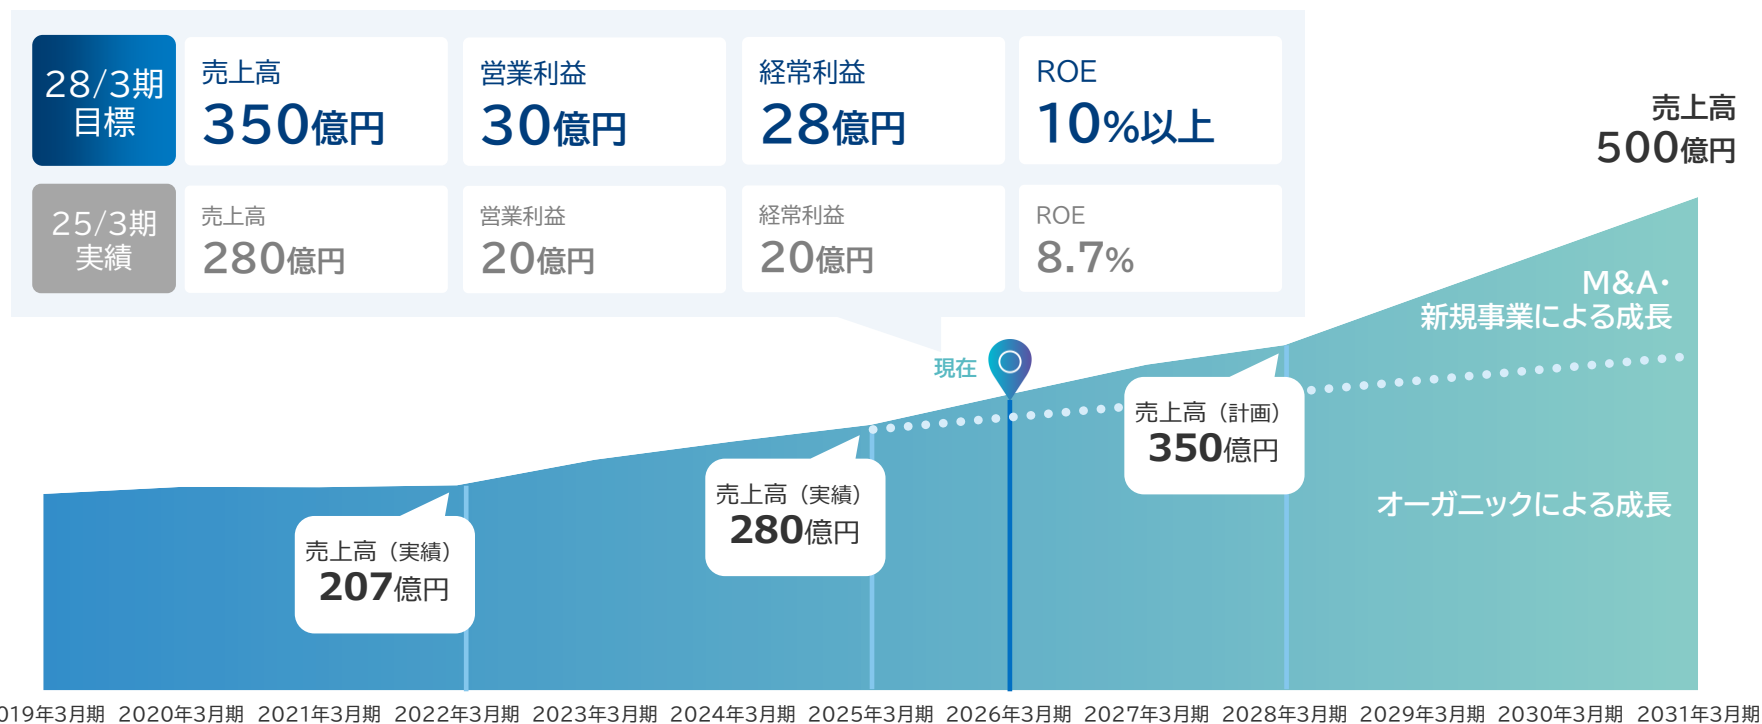 28/3期
目標
売上高
350億円
営業利益
30億円
経常利益
28億円
ROE
10%以上
25/3期
実績
売上高
280億円
営業利益
20億円
経常利益
20億円
ROE
8.7%
売上高
500億円
M&A・
新規事業による成長
現在
売上高（計画）
350億円
売上高（実績）
280億円
オーガニックによる成長
売上高（実績）
207億円
019年3月期 2020年3月期 2021年3月期 2022年3月期 2023年3月期 2024年3月期 2025年3月期 2026年3月期 2027年3月期 2028年3月期 2029年3月期 2030年3月期 2031年3月期